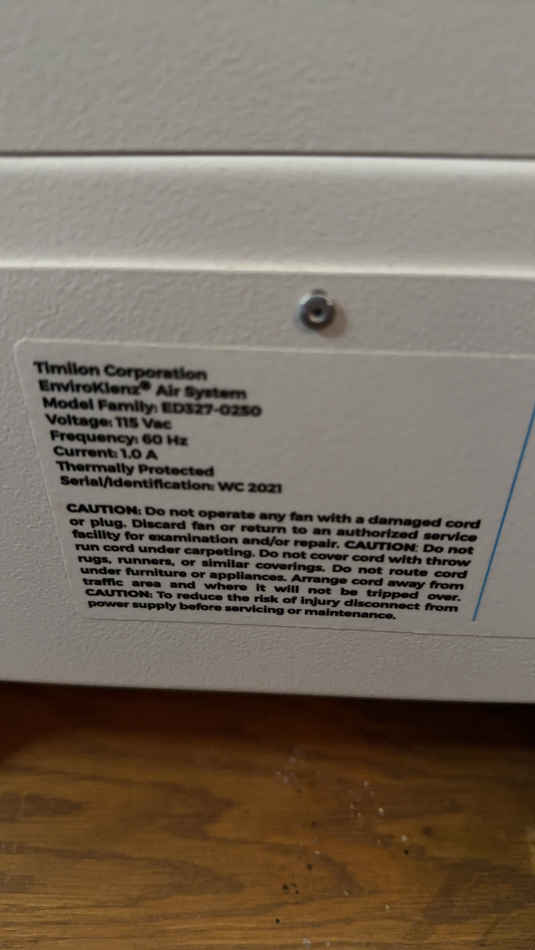 Timilon Corporation
EnviroKlenz® Air System
Model Family: ED327-0250
Voltage: 115 Vac
Frequency: 60 Hz
Current: 1.0 A
Thermally Protected
Serial/Identification: WC 2021
CAUTION: Do not operate any fan with a damaged cord
or plug. Discard fan or return to an authorized service
facility for examination and/or repair. CAUTION: Do not
run cord under carpeting. Do not cover cord with throw
rugs, runners, or similar coverings. Do not route cord
under furniture or appliances. Arrange cord away from
traffic area and where it will not be tripped over.
CAUTION: To reduce the risk of injury disconnect from
power supply before servicing or maintenance.